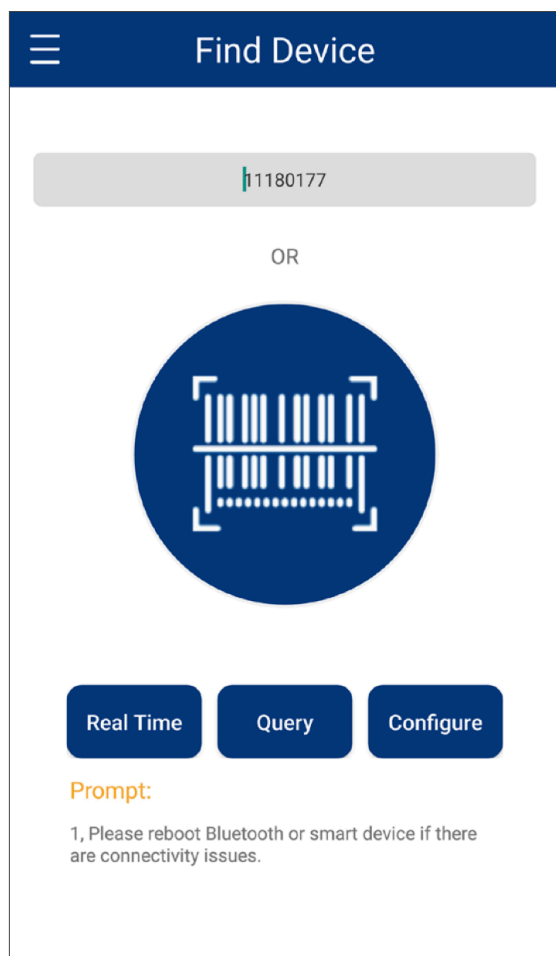 Find Device
11180177
OR
Real Time
Query
Configure
Prompt:
1, Please reboot Bluetooth or smart device if there
are connectivity issues.